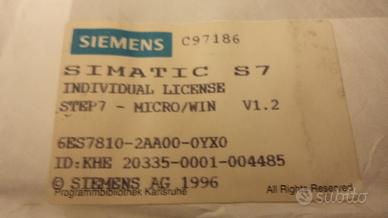 SIEMENS C97186
SIMATIC S7
INDIVIDUAL LICENSE
STEP7 - MICRO/WIN V1.2
6ES7810-2AA00-0YX0
ID:KHE 20335-0001-004485
© SIEMENS AG 1996 All Rights Reserved
Programmbibliothek Karlsruhe
subito